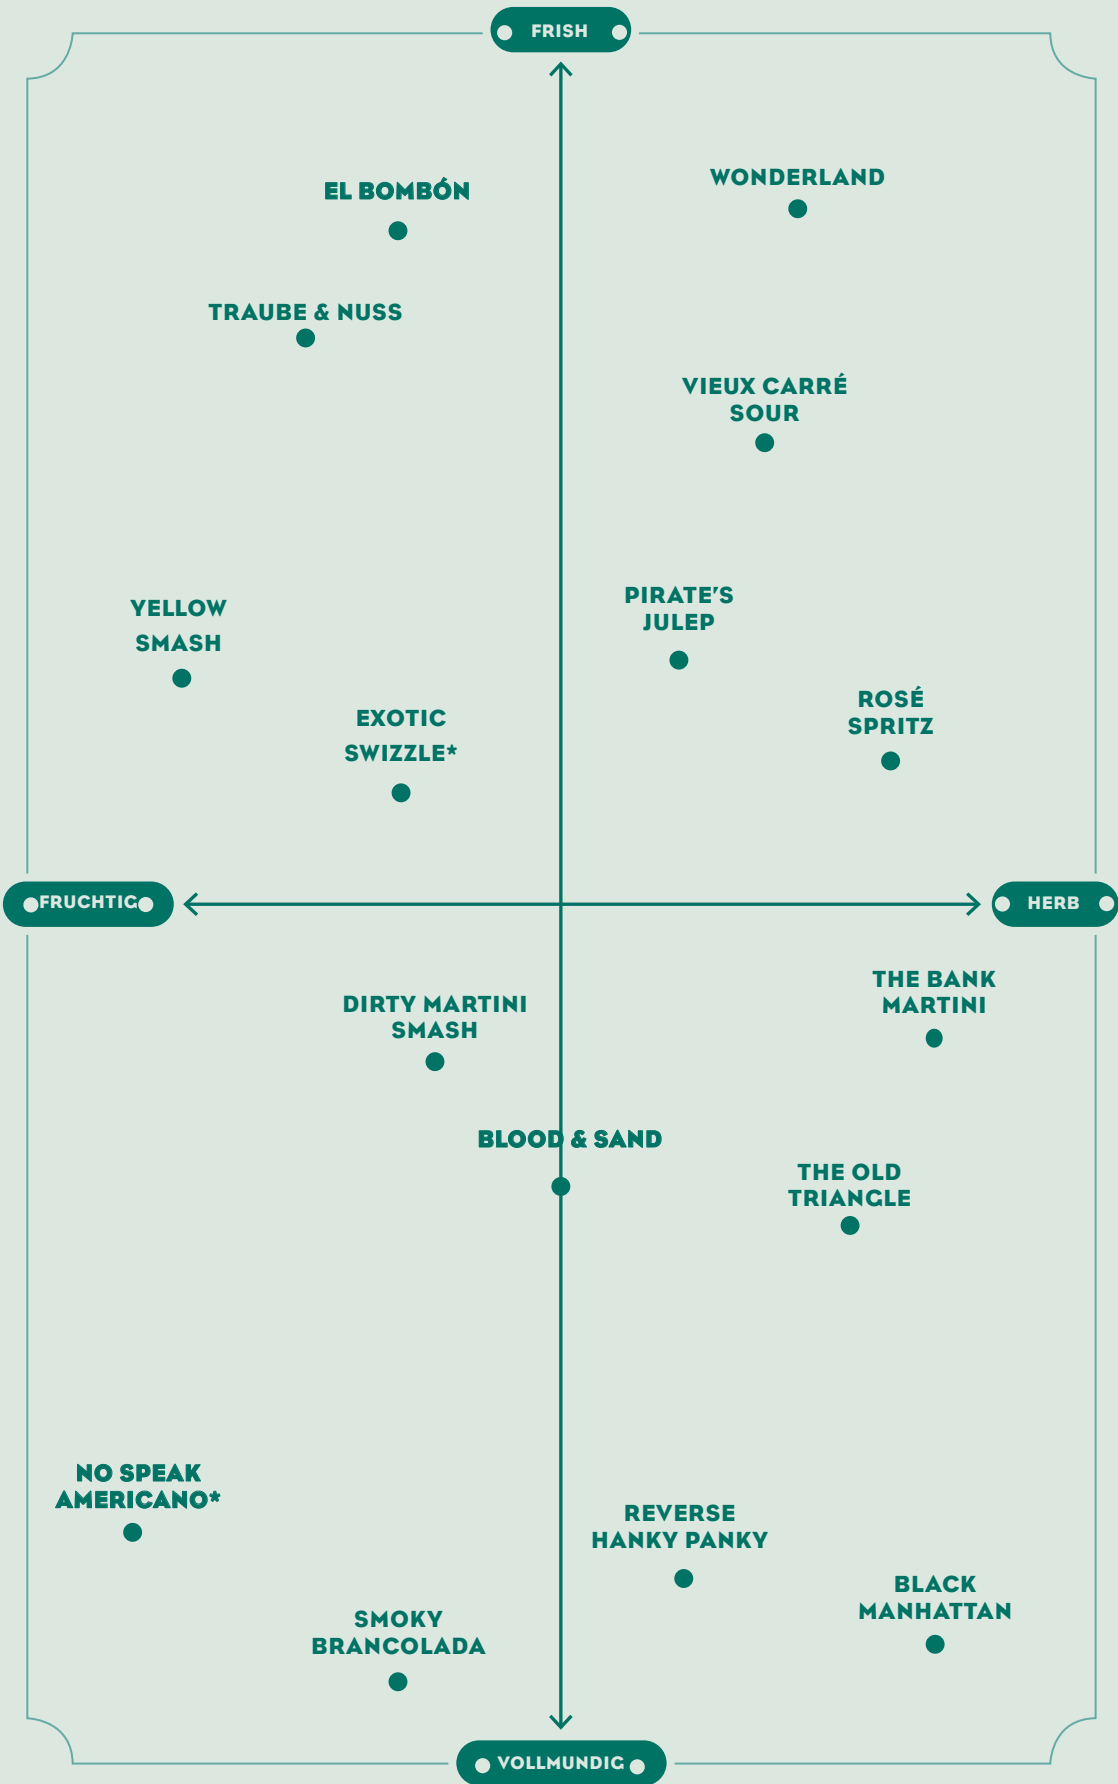 FRISH
WONDERLAND
EL BOMBÓN
TRAUBE & NUSS
VIEUX CARRÉ
SOUR
PIRATE'S
JULEP
YELLOW
SMASH
ROSÉ
SPRITZ
EXOTIC
SWIZZLE*
FRUCHTIG
HERB
THE BANK
MARTINI
DIRTY MARTINI
SMASH
BLOOD & SAND
THE OLD
TRIANGLE
NO SPEAK
AMERICANO*
REVERSE
HANKY PANKY
BLACK
MANHATTAN
SMOKY
BRANCOLADA
VOLLMUNDIG